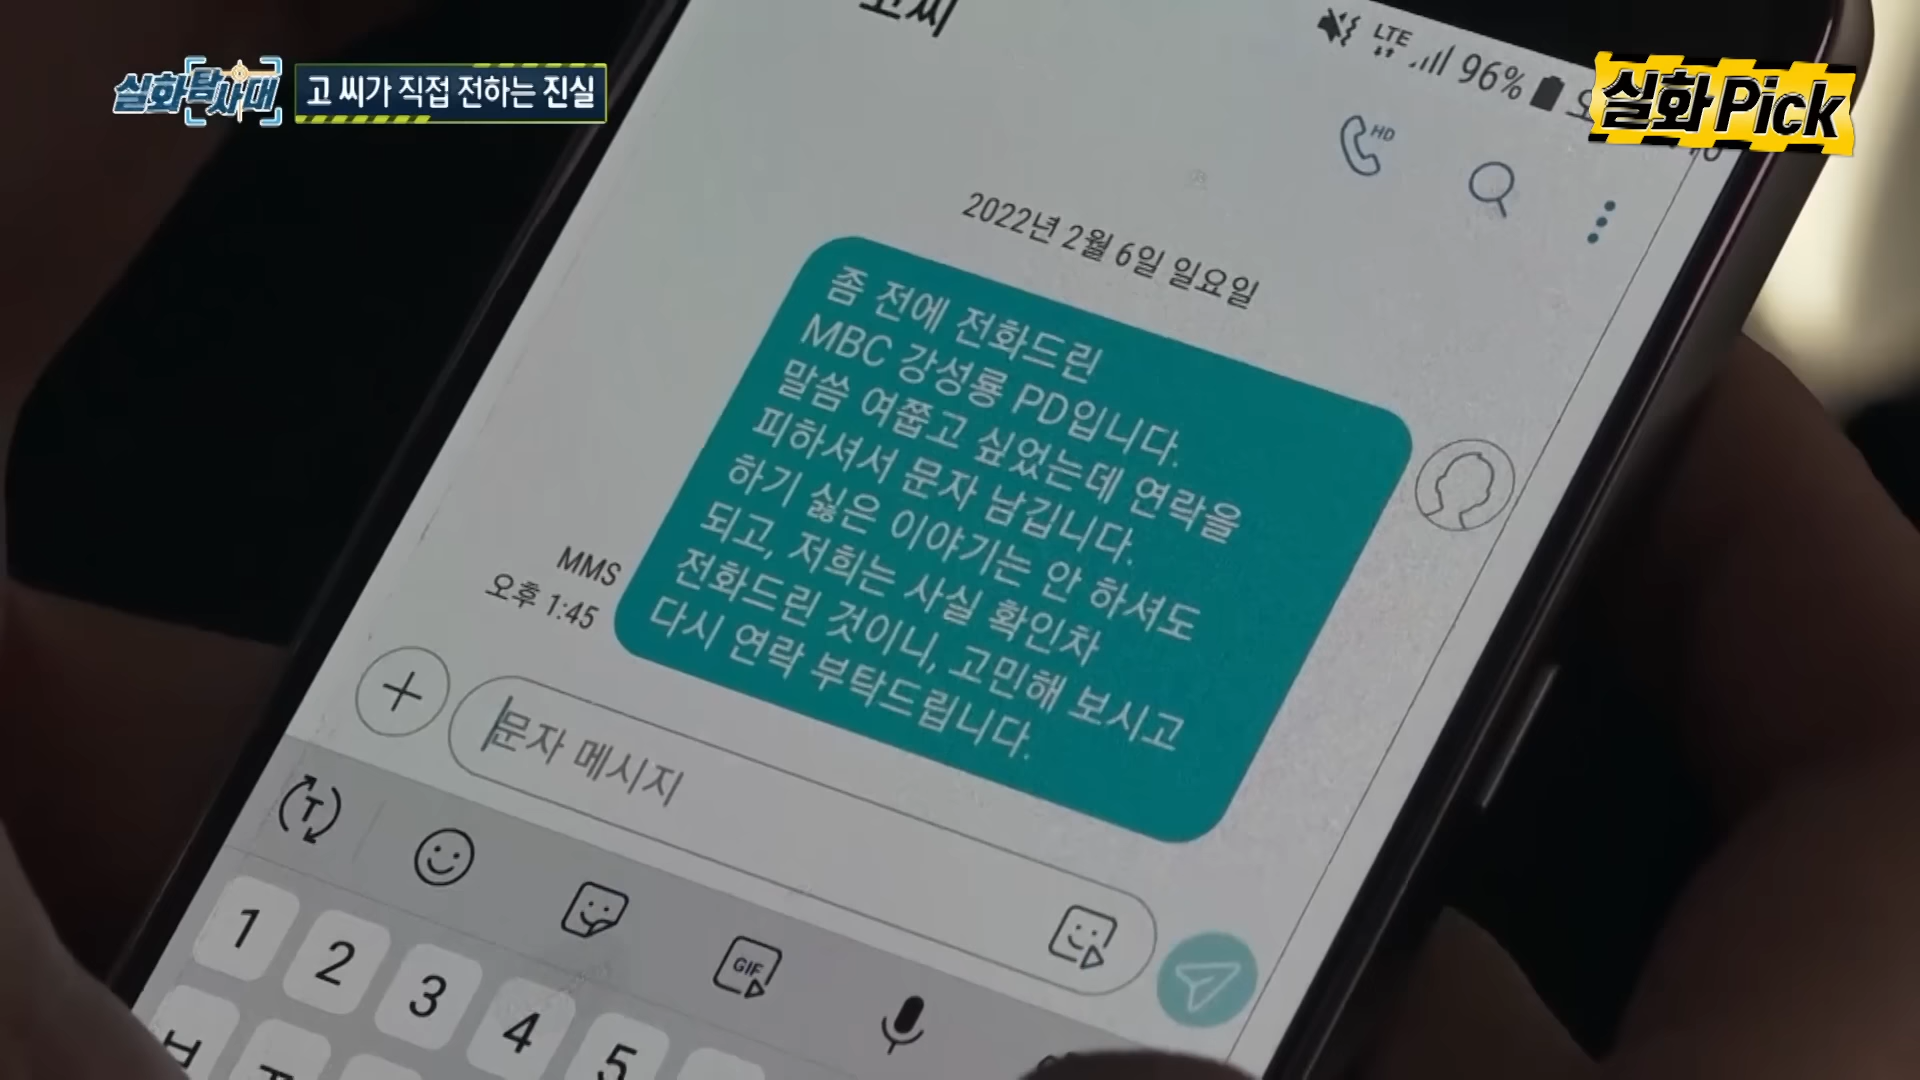 실화탐사대
고 씨가 직접 전하는 진실
실화Pick
고씨
LTE
96%
HD
2022년 2월 6일 일요일
좀 전에 전화드린
MBC 강성룡 PD입니다.
말씀 여쭙고 싶었는데 연락을
피하셔서 문자 남깁니다.
하기 싫은 이야기는 안 하셔도
되고, 저희는 사실 확인차
전화드린 것이니, 고민해 보시고
다시 연락 부탁드립니다.
MMS
오후 1:45
문자 메시지
T
GIF
1
2
3
4
5
ㅂ